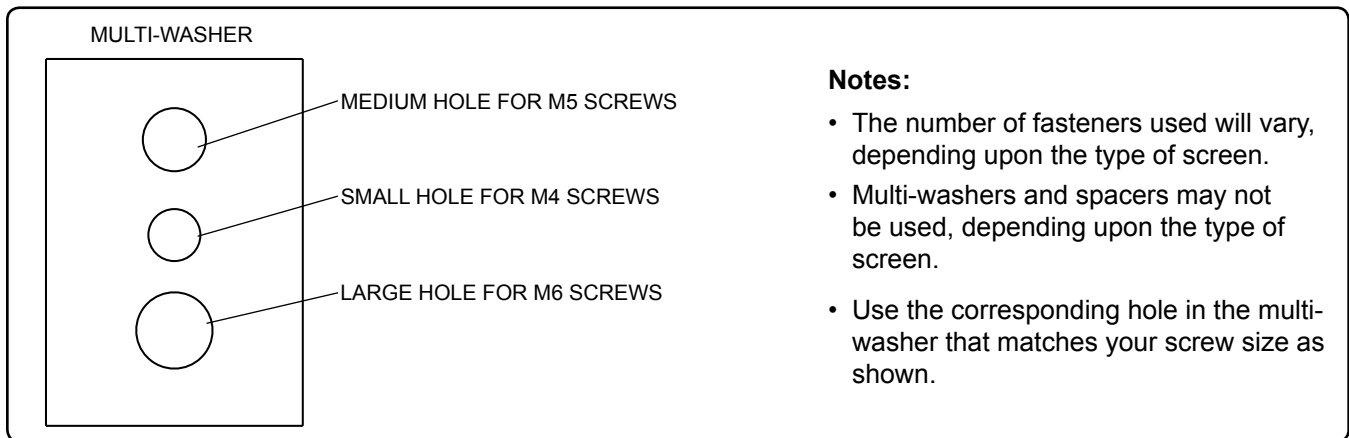 MULTI-WASHER
MEDIUM HOLE FOR M5 SCREWS
SMALL HOLE FOR M4 SCREWS
LARGE HOLE FOR M6 SCREWS
Notes:
• The number of fasteners used will vary,
depending upon the type of screen.
• Multi-washers and spacers may not
be used, depending upon the type of
screen.
• Use the corresponding hole in the multi-
washer that matches your screw size as
shown.